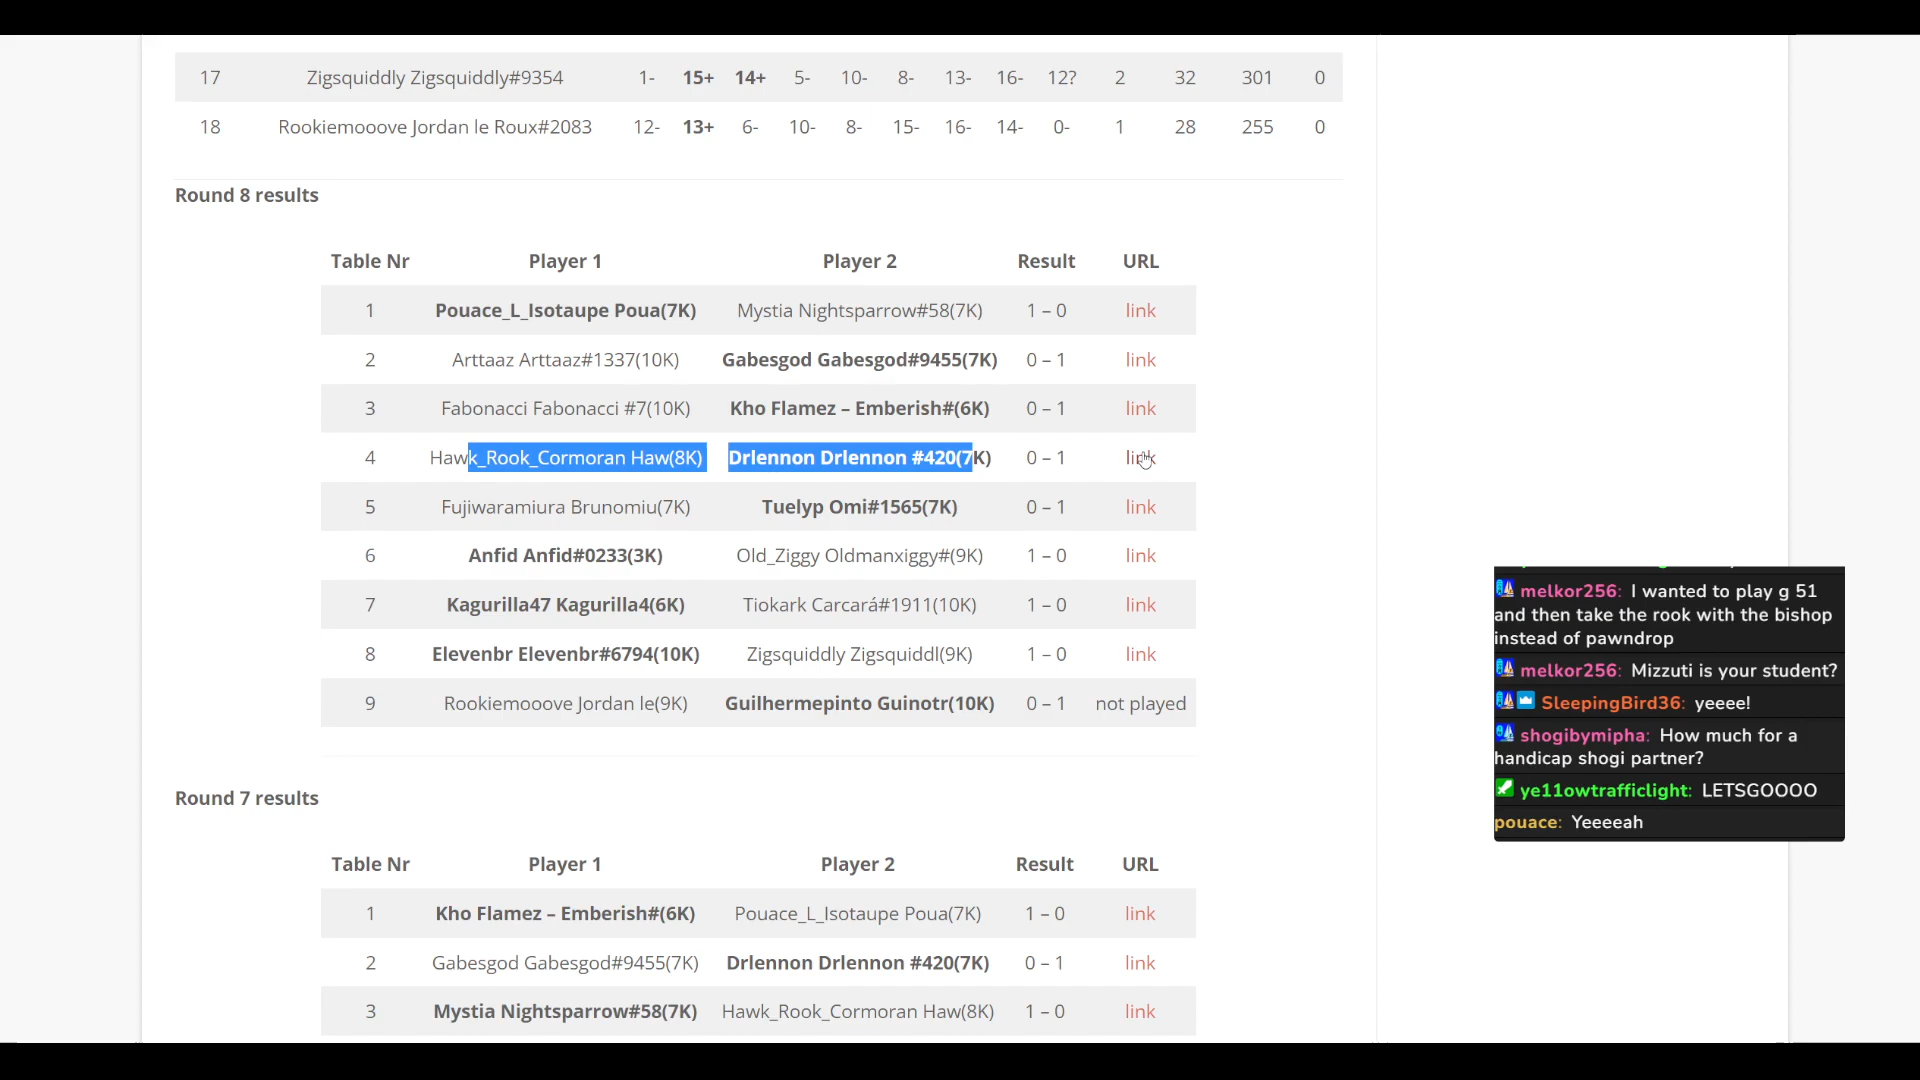 17 Zigsquiddly Zigsquiddly#9354 1- 15+ 14+ 5- 10- 8- 13- 16- 12? 2 32 301 0
18 Rookiemooove Jordan le Roux#2083 12- 13+ 6- 10- 8- 15- 16- 14- 0- 1 28 255 0
Round 8 results
Table Nr Player 1 Player 2 Result URL
1 Pouace_L_Isotaupe Poua(7K) Mystia Nightsparrow#58(7K) 1 – 0 link
2 Arttaaz Arttaaz#1337(10K) Gabesgod Gabesgod#9455(7K) 0 – 1 link
3 Fabonacci Fabonacci #7(10K) Kho Flamez – Emberish#(6K) 0 – 1 link
4 Hawk_Rook_Cormoran Haw(8K) Drlennon Drlennon #420(7K) 0 – 1 link
5 Fujiwaramiura Brunomiu(7K) Tuelyp Omi#1565(7K) 0 – 1 link
6 Anfid Anfid#0233(3K) Old_Ziggy Oldmanxiggy#(9K) 1 – 0 link
7 Kagurilla47 Kagurilla4(6K) Tiokark Carcará#1911(10K) 1 – 0 link
8 Elevenbr Elevenbr#6794(10K) Zigsquiddly Zigsquiddl(9K) 1 – 0 link
9 Rookiemooove Jordan le(9K) Guilhermepinto Guinotr(10K) 0 – 1 not played
Round 7 results
Table Nr Player 1 Player 2 Result URL
1 Kho Flamez – Emberish#(6K) Pouace_L_Isotaupe Poua(7K) 1 – 0 link
2 Gabesgod Gabesgod#9455(7K) Drlennon Drlennon #420(7K) 0 – 1 link
3 Mystia Nightsparrow#58(7K) Hawk_Rook_Cormoran Haw(8K) 1 – 0 link
melkor256: I wanted to play g 51
and then take the rook with the bishop
instead of pawndrop
melkor256: Mizzuti is your student?
SleepingBird36: yeeee!
shogibymipha: How much for a
handicap shogi partner?
ye11owtrafficlight: LETSGOOOO
pouace: Yeeeeah